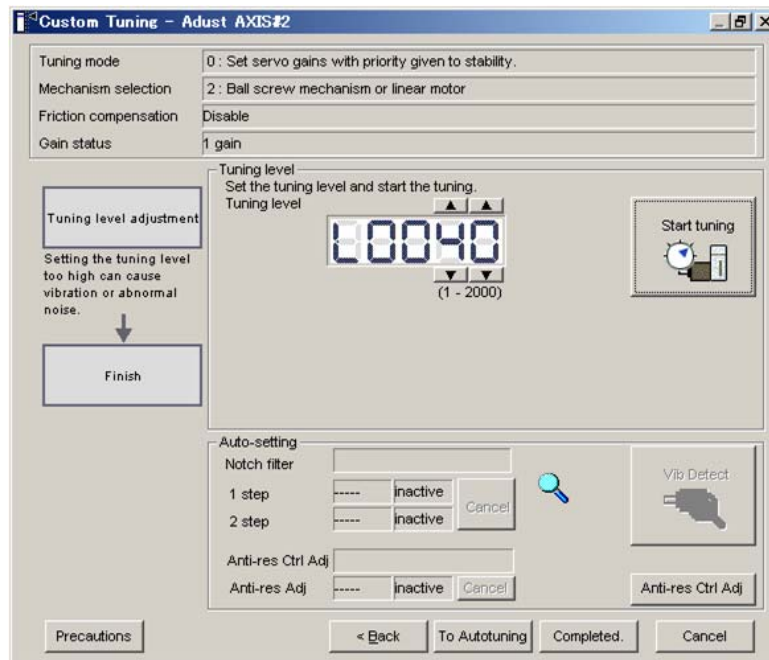 Custom Tuning - Adust AXIS#2
Tuning mode
0 : Set servo gains with priority given to stability.
Mechanism selection
2 : Ball screw mechanism or linear motor
Friction compensation
Disable
Gain status
1 gain
Tuning level adjustment
Setting the tuning level
too high can cause
vibration or abnormal
noise.
Finish
Tuning level
Set the tuning level and start the tuning.
Tuning level
L0040
(1 - 2000)
Start tuning
Auto-setting
Notch filter
1 step
-----
inactive
2 step
-----
inactive
Cancel
Vib Detect
Anti-res Ctrl Adj
Anti-res Adj
-----
inactive
Cancel
Anti-res Ctrl Adj
Precautions
< Back
To Autotuning
Completed.
Cancel